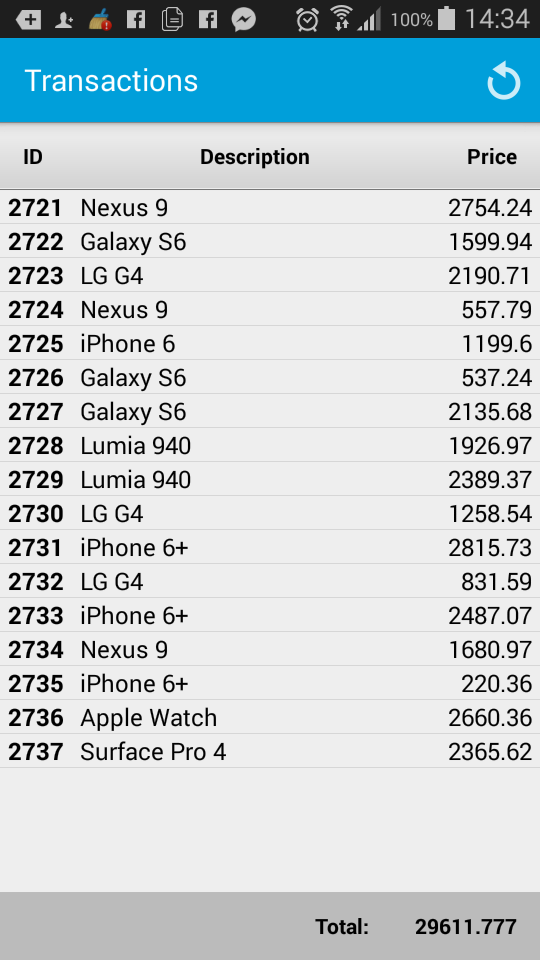 100% 14:34
Transactions
ID Description Price
2721 Nexus 9 2754.24
2722 Galaxy S6 1599.94
2723 LG G4 2190.71
2724 Nexus 9 557.79
2725 iPhone 6 1199.6
2726 Galaxy S6 537.24
2727 Galaxy S6 2135.68
2728 Lumia 940 1926.97
2729 Lumia 940 2389.37
2730 LG G4 1258.54
2731 iPhone 6+ 2815.73
2732 LG G4 831.59
2733 iPhone 6+ 2487.07
2734 Nexus 9 1680.97
2735 iPhone 6+ 220.36
2736 Apple Watch 2660.36
2737 Surface Pro 4 2365.62
Total: 29611.777